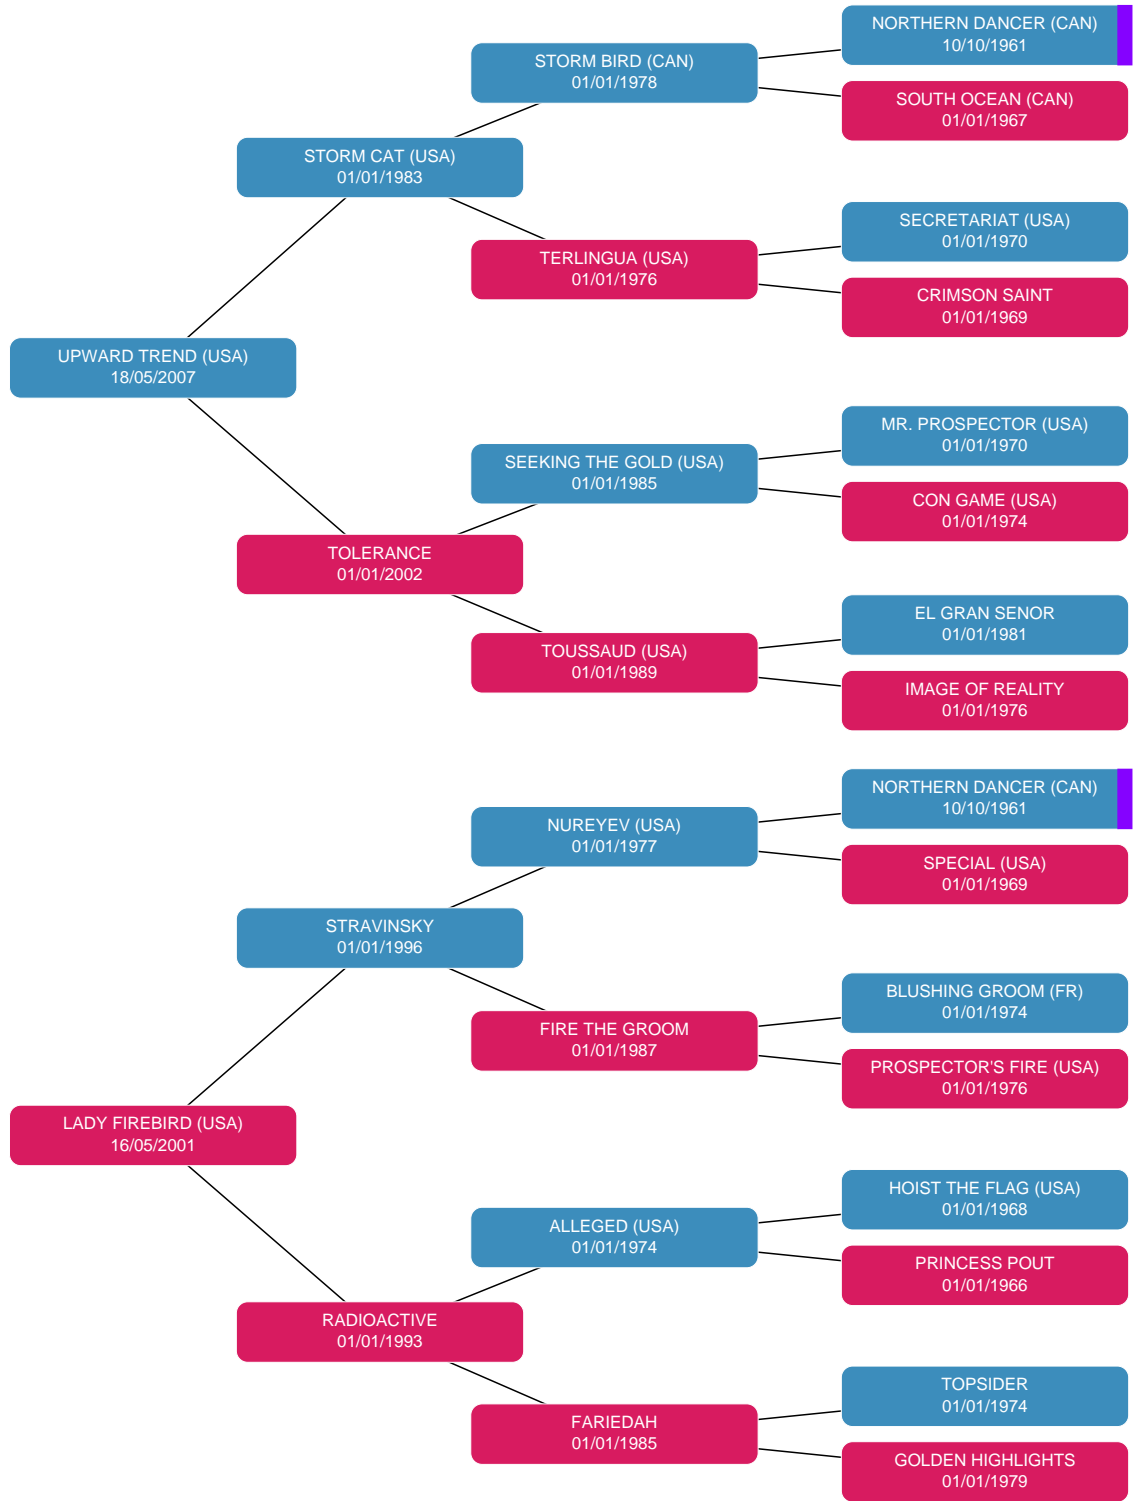 NORTHERN DANCER (CAN)
10/10/1961
STORM BIRD (CAN)
01/01/1978
SOUTH OCEAN (CAN)
01/01/1967
STORM CAT (USA)
01/01/1983
SECRETARIAT (USA)
01/01/1970
TERLINGUA (USA)
01/01/1976
CRIMSON SAINT
01/01/1969
UPWARD TREND (USA)
18/05/2007
MR. PROSPECTOR (USA)
01/01/1970
SEEKING THE GOLD (USA)
01/01/1985
CON GAME (USA)
01/01/1974
TOLERANCE
01/01/2002
EL GRAN SENOR
01/01/1981
TOUSSAUD (USA)
01/01/1989
IMAGE OF REALITY
01/01/1976
NORTHERN DANCER (CAN)
10/10/1961
NUREYEV (USA)
01/01/1977
SPECIAL (USA)
01/01/1969
STRAVINSKY
01/01/1996
BLUSHING GROOM (FR)
01/01/1974
FIRE THE GROOM
01/01/1987
PROSPECTOR'S FIRE (USA)
01/01/1976
LADY FIREBIRD (USA)
16/05/2001
HOIST THE FLAG (USA)
01/01/1968
ALLEGED (USA)
01/01/1974
PRINCESS POUT
01/01/1966
RADIOACTIVE
01/01/1993
TOPSIDER
01/01/1974
FARIEDAH
01/01/1985
GOLDEN HIGHLIGHTS
01/01/1979